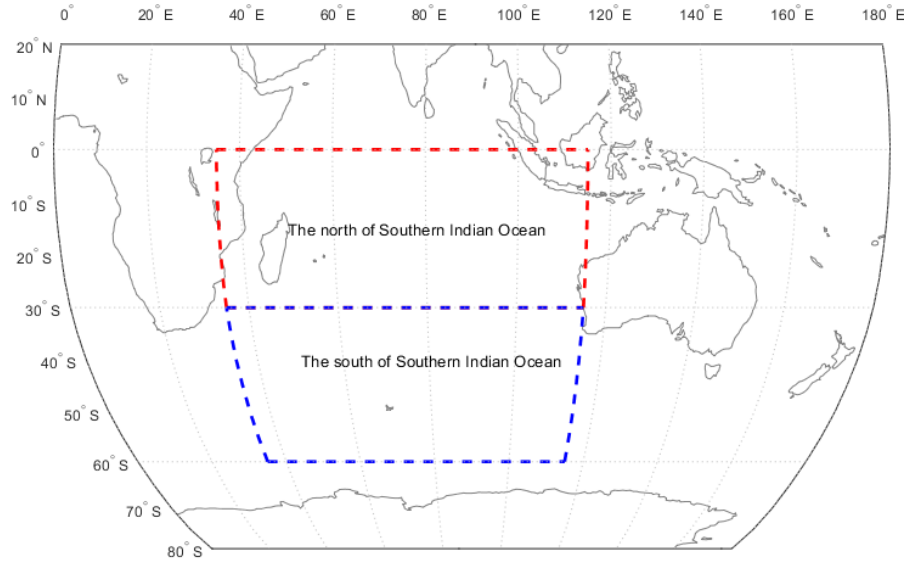 0° 20° E 40° E 60° E 80° E 100° E 120° E 140° E 160° E 180° E
20° N
10° N
0°
10° S
The north of Southern Indian Ocean
20° S
30° S
The south of Southern Indian Ocean
40° S
50° S
60° S
70° S
80° S